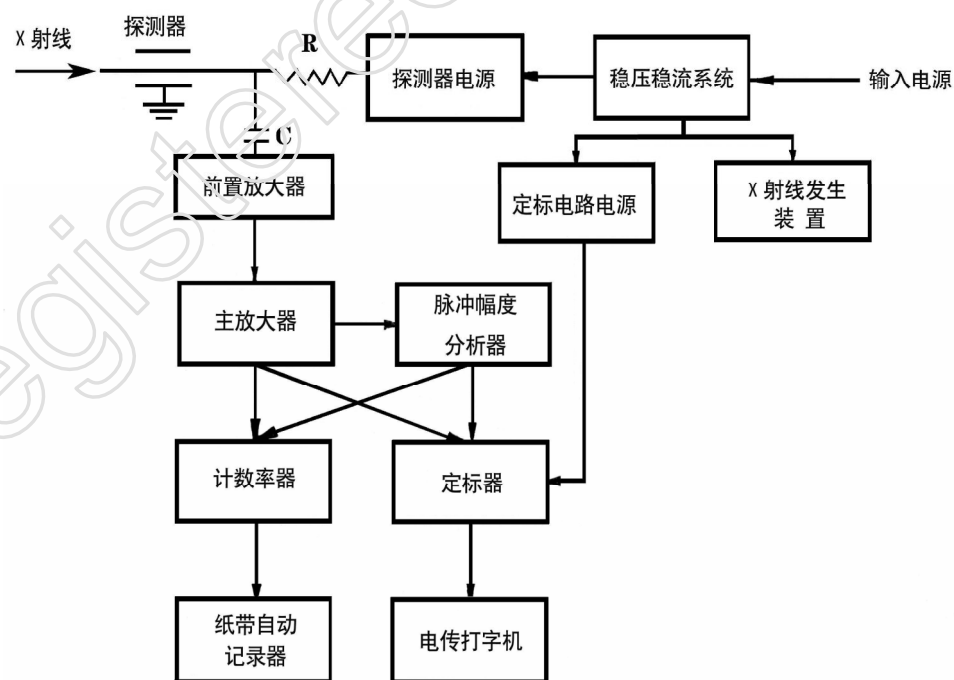 X 射线
探测器
R
探测器电源
稳压稳流系统
输入电源
C
前置放大器
定标电路电源
X 射线发生
装 置
主放大器
脉冲幅度
分析器
计数率器
定标器
纸带自动
记录器
电传打字机
egistered